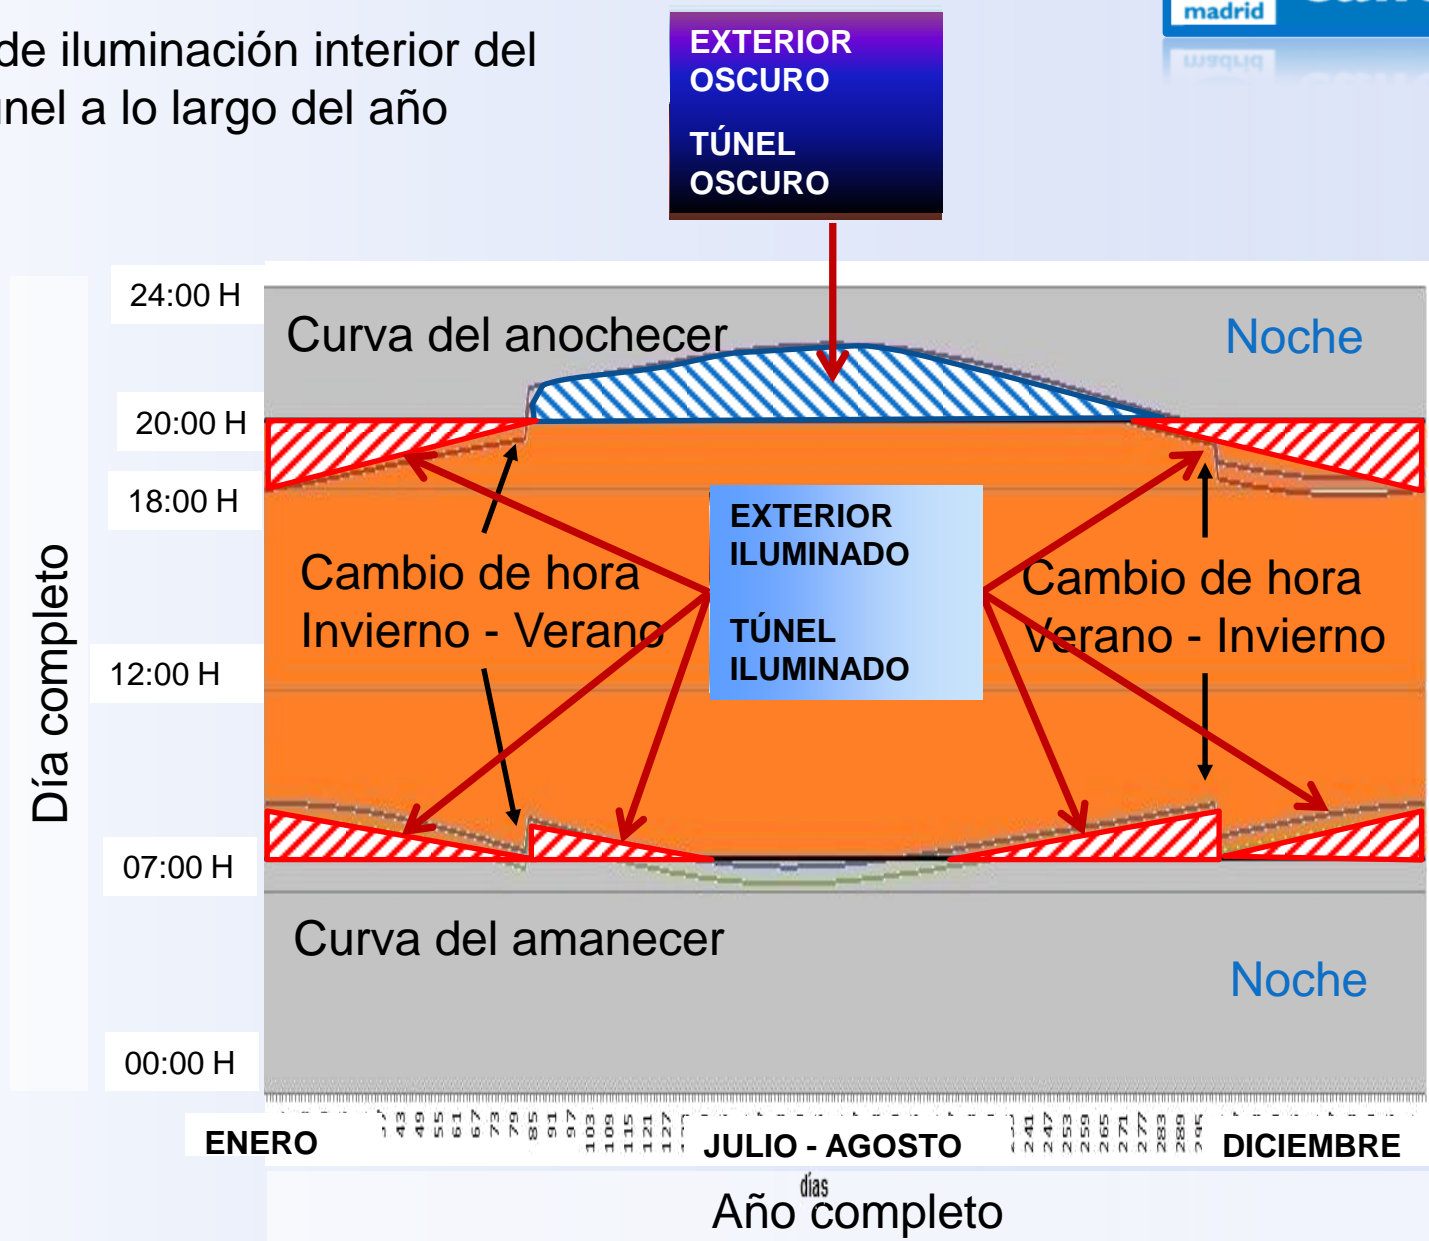 madrid
de iluminación interior del
a lo largo del año
EXTERIOR
OSCURO
TÚNEL
OSCURO
24:00 H
Curva del anochecer
Noche
20:00 H
18:00 H
EXTERIOR
ILUMINADO
TÚNEL
ILUMINADO
Cambio de hora
Invierno - Verano
Cambio de hora
Verano - Invierno
Día completo
12:00 H
07:00 H
Curva del amanecer
Noche
00:00 H
43 49 55 61 67 73 79 85 91 97 103 109 115 121 127
241 247 253 259 265 271 277 283 289 295
ENERO
JULIO - AGOSTO
DICIEMBRE
días
Año completo